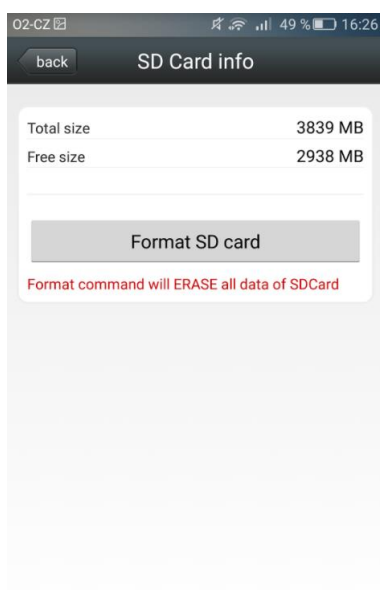 O2-CZ 49 % 16:26
back SD Card info
Total size 3839 MB
Free size 2938 MB
Format SD card
Format command will ERASE all data of SDCard